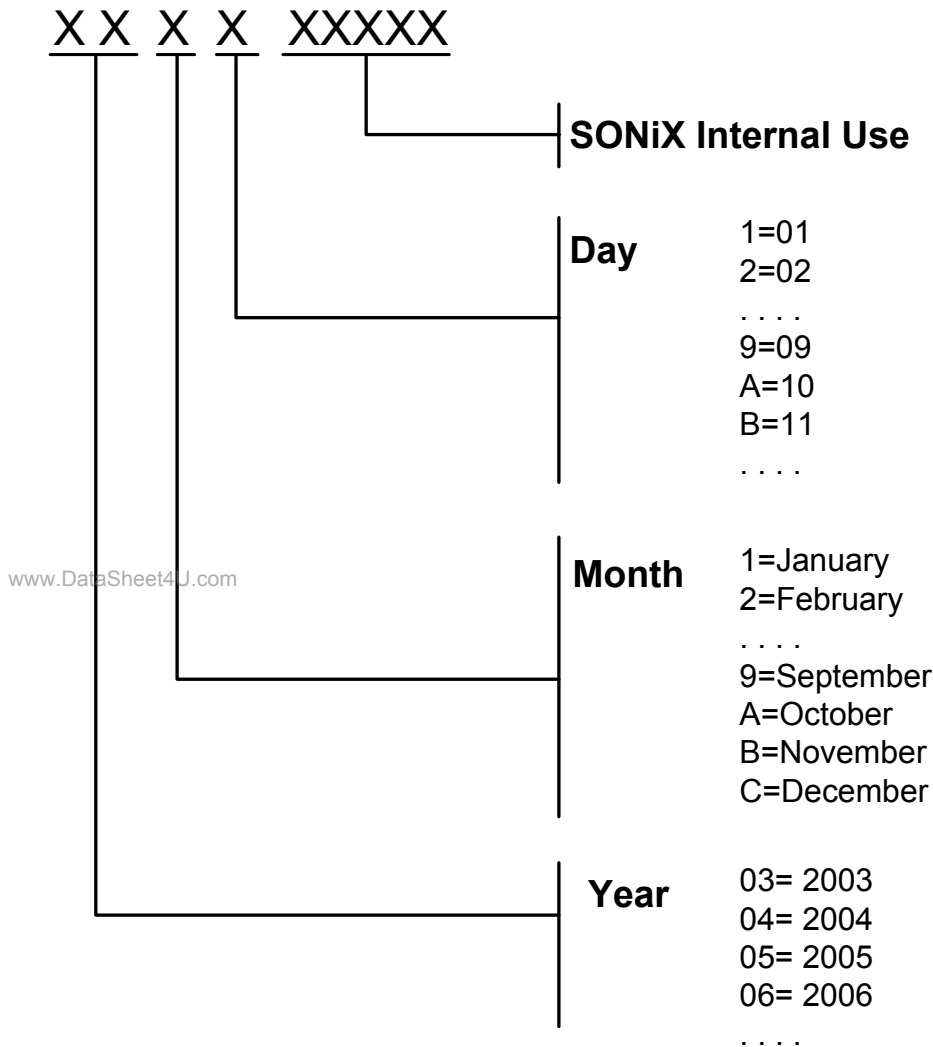 X X X X XXXXX
SONiX Internal Use
Day
1=01
2=02
. . . .
9=09
A=10
B=11
. . . .
www.DataSheet4U.com
Month
1=January
2=February
. . . .
9=September
A=October
B=November
C=December
Year
03= 2003
04= 2004
05= 2005
06= 2006
. . . .